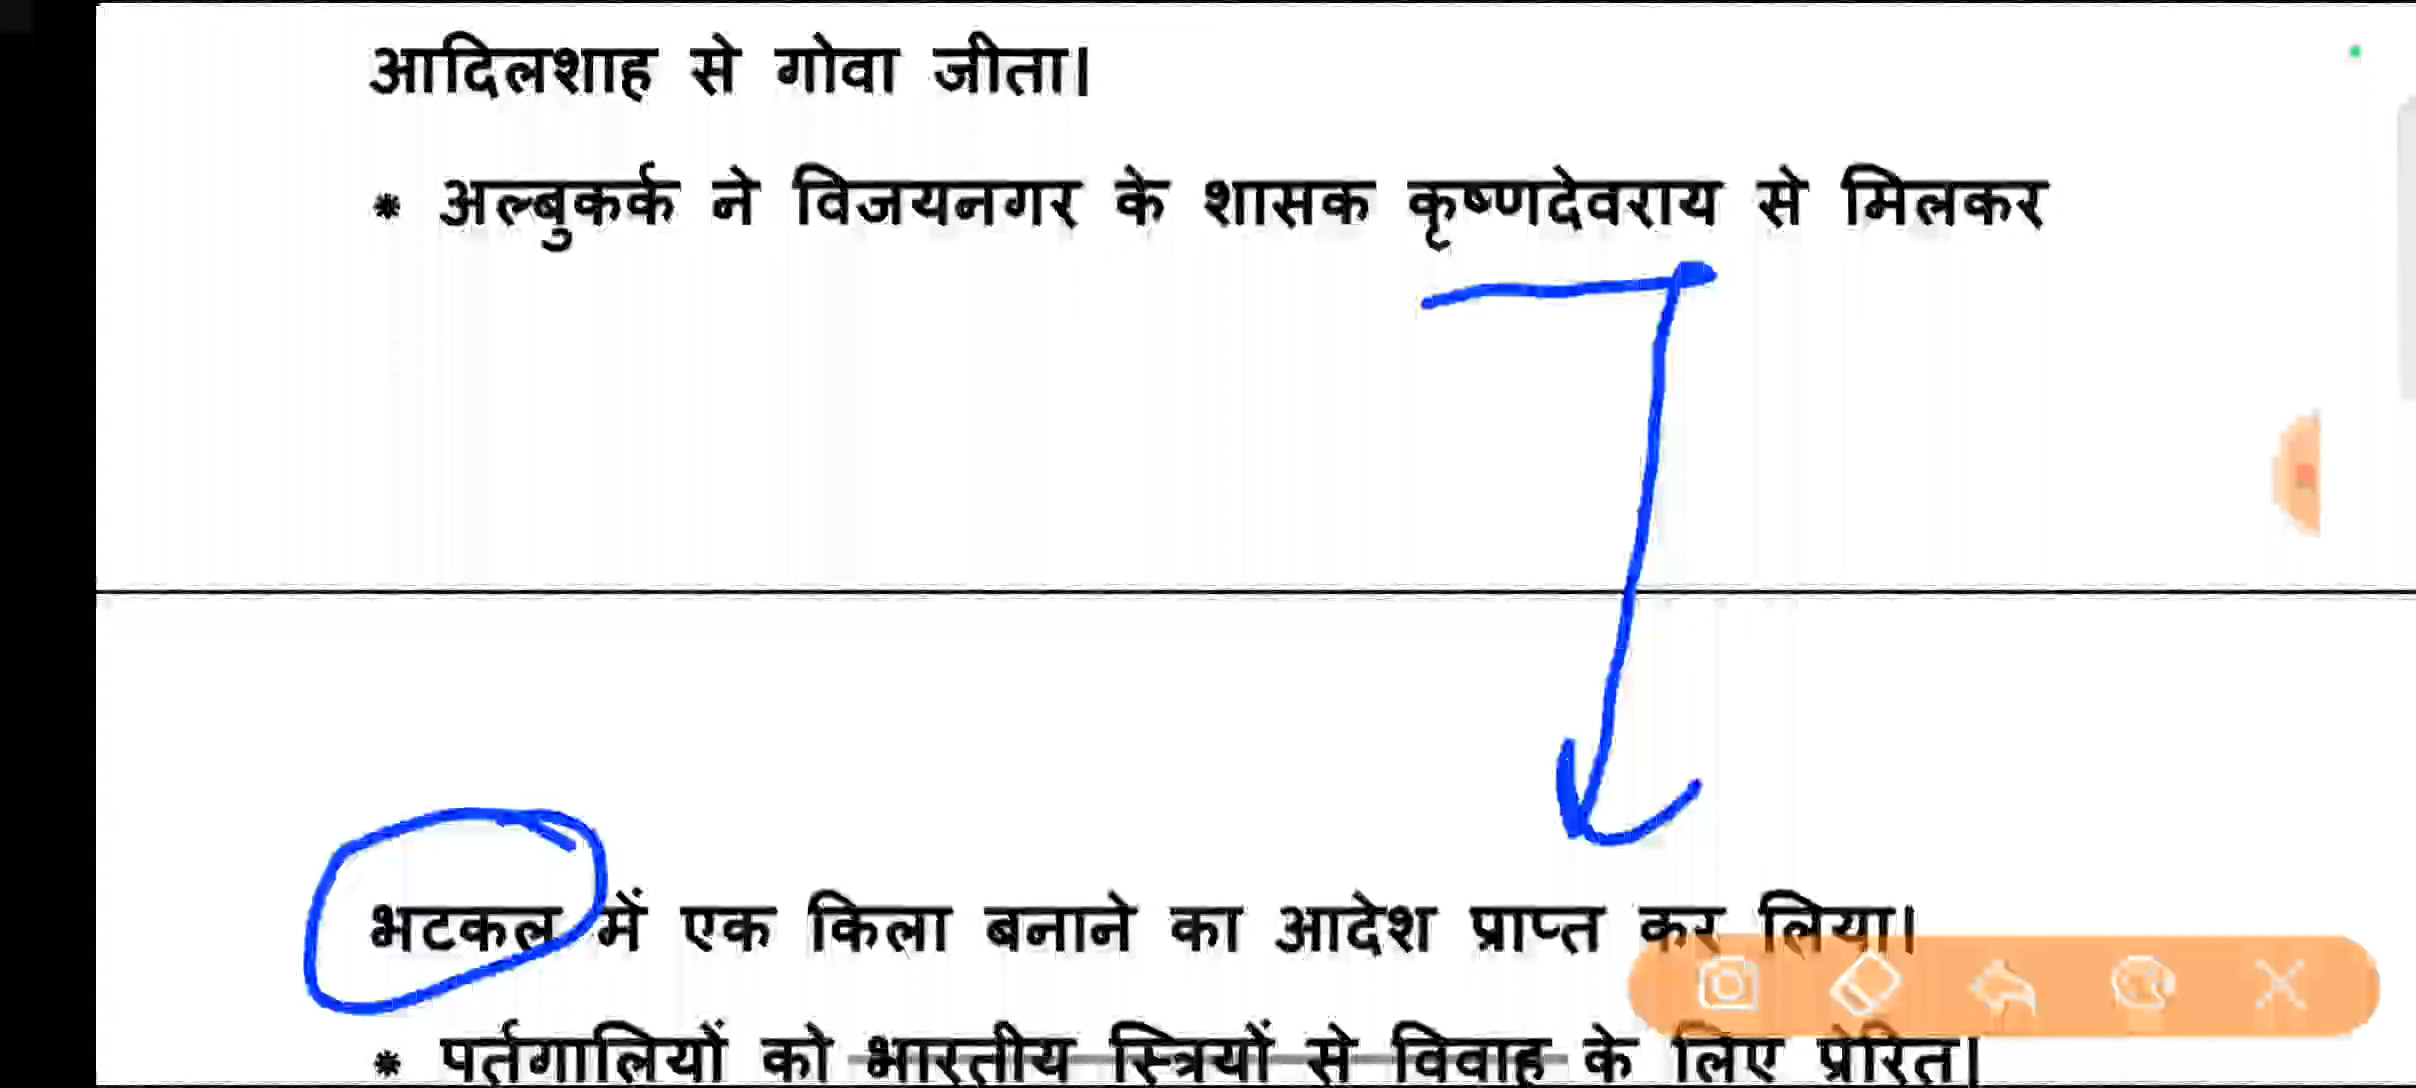 आदिलशाह से गोवा जीता।
* अल्बुकर्क ने विजयनगर के शासक कृष्णदेवराय से मिलकर
भटकल में एक किला बनाने का आदेश प्राप्त कर लिया।
* पुर्तगालियों को भारतीय स्त्रियों से विवाह के लिए प्रेरित।